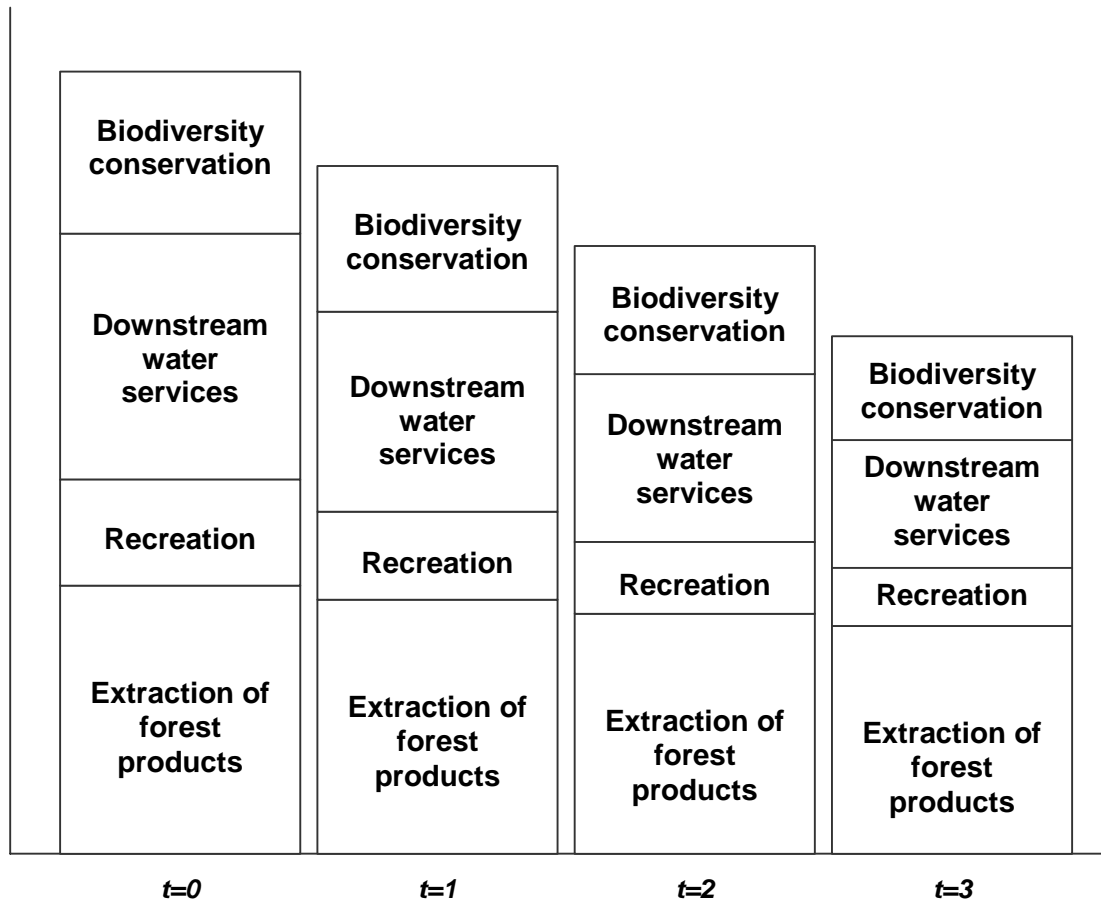 Biodiversity
conservation
Downstream
water
services
Recreation
Extraction of
forest
products
Biodiversity
conservation
Downstream
water
services
Recreation
Extraction of
forest
products
Biodiversity
conservation
Downstream
water
services
Recreation
Extraction of
forest
products
Biodiversity
conservation
Downstream
water
services
Recreation
Extraction of
forest
products
t=0
t=1
t=2
t=3